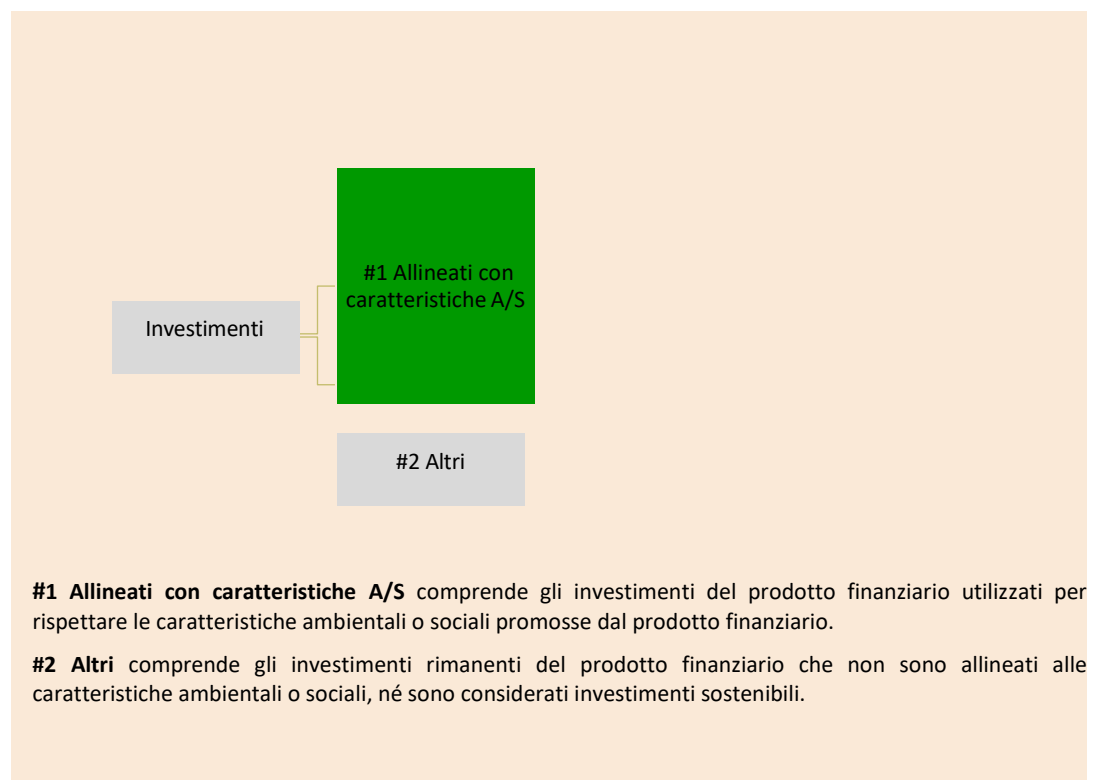 #1 Allineati con
caratteristiche A/S
Investimenti
#2 Altri
#1 Allineati con caratteristiche A/S comprende gli investimenti del prodotto finanziario utilizzati per
rispettare le caratteristiche ambientali o sociali promosse dal prodotto finanziario.
#2 Altri comprende gli investimenti rimanenti del prodotto finanziario che non sono allineati alle
caratteristiche ambientali o sociali, né sono considerati investimenti sostenibili.